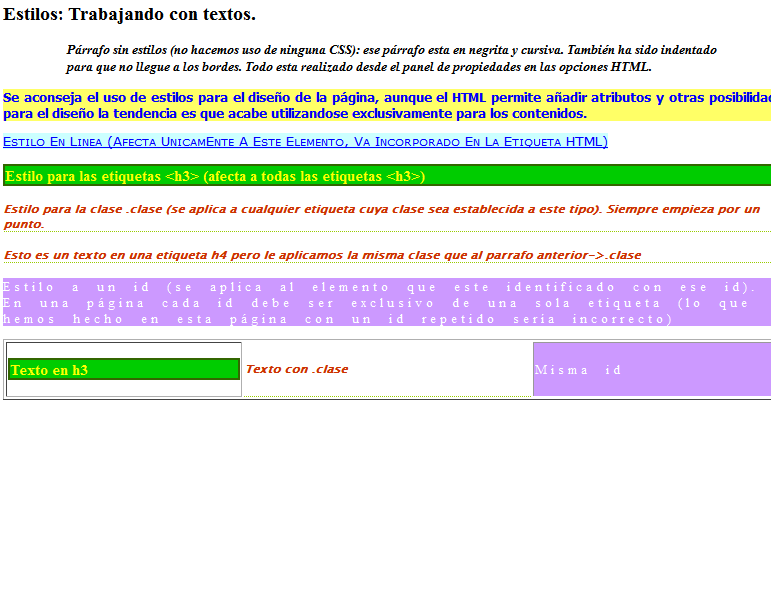 Estilos: Trabajando con textos.
Párrafo sin estilos (no hacemos uso de ninguna CSS): ese párrafo esta en negrita y cursiva. También ha sido indentado
para que no llegue a los bordes. Todo esta realizado desde el panel de propiedades en las opciones HTML.
Se aconseja el uso de estilos para el diseño de la página, aunque el HTML permite añadir atributos y otras posibilidad
para el diseño la tendencia es que acabe utilizandose exclusivamente para los contenidos.
Estilo En Linea (Afecta UnicamEnte A Este Elemento, Va Incorporado En La Etiqueta HTML)
Estilo para las etiquetas <h3> (afecta a todas las etiquetas <h3>)
Estilo para la clase .clase (se aplica a cualquier etiqueta cuya clase sea establecida a este tipo). Siempre empieza por un
punto.
Esto es un texto en una etiqueta h4 pero le aplicamos la misma clase que al parrafo anterior->.clase
Estilo a un id (se aplica al elemento que este identificado con ese id).
En una página cada id debe ser exclusivo de una sola etiqueta (lo que
hemos hecho en esta página con un id repetido sería incorrecto)
Texto en h3 Texto con .clase Misma id